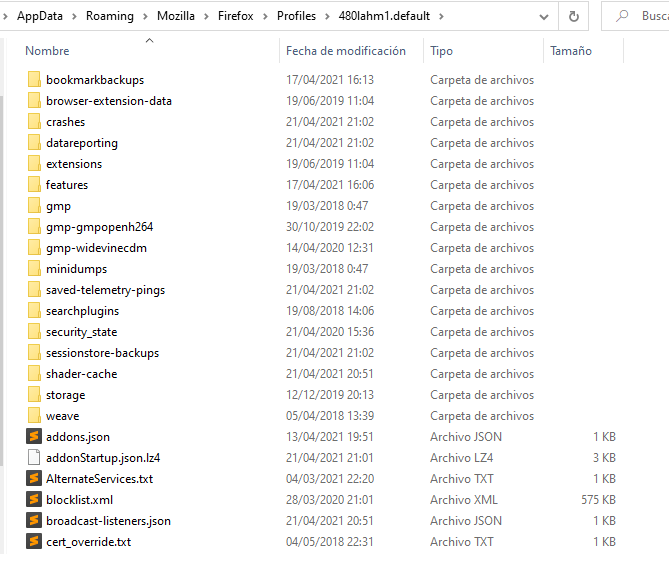 AppData > Roaming > Mozilla > Firefox > Profiles > 480lahm1.default > Busca
Nombre Fecha de modificación Tipo Tamaño
bookmarkbackups 17/04/2021 16:13 Carpeta de archivos
browser-extension-data 19/06/2019 11:04 Carpeta de archivos
crashes 21/04/2021 21:02 Carpeta de archivos
datareporting 21/04/2021 21:02 Carpeta de archivos
extensions 19/06/2019 11:04 Carpeta de archivos
features 17/04/2021 16:06 Carpeta de archivos
gmp 19/03/2018 0:47 Carpeta de archivos
gmp-gmpopenh264 30/10/2019 22:02 Carpeta de archivos
gmp-widevinecdm 14/04/2020 12:31 Carpeta de archivos
minidumps 19/03/2018 0:47 Carpeta de archivos
saved-telemetry-pings 21/04/2021 21:02 Carpeta de archivos
searchplugins 19/08/2018 14:06 Carpeta de archivos
security_state 21/04/2020 15:36 Carpeta de archivos
sessionstore-backups 21/04/2021 21:02 Carpeta de archivos
shader-cache 21/04/2021 20:51 Carpeta de archivos
storage 12/12/2019 20:13 Carpeta de archivos
weave 05/04/2018 13:39 Carpeta de archivos
addons.json 13/04/2021 19:51 Archivo JSON 1 KB
addonStartup.json.lz4 21/04/2021 21:01 Archivo LZ4 3 KB
AlternateServices.txt 04/03/2021 22:20 Archivo TXT 1 KB
blocklist.xml 28/03/2020 21:01 Archivo XML 575 KB
broadcast-listeners.json 21/04/2021 20:51 Archivo JSON 1 KB
cert_override.txt 04/05/2018 22:31 Archivo TXT 1 KB